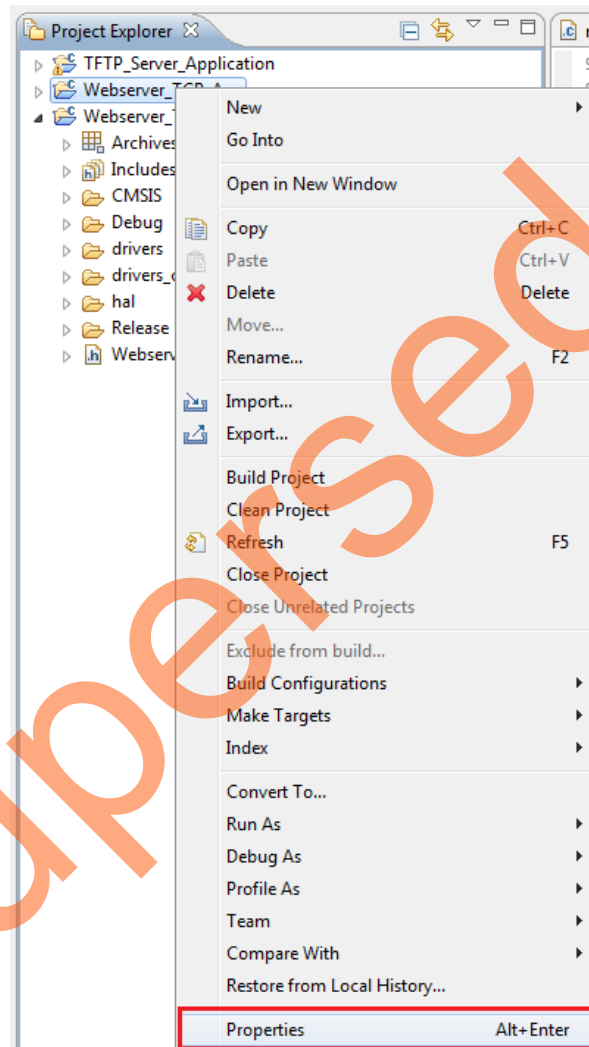 Project Explorer
TFTP_Server_Application
Webserver_TCP_A
Webserver_
Archives
Includes
CMSIS
Debug
drivers
drivers_
hal
Release
Webserv
New
Go Into
Open in New Window
Copy Ctrl+C
Paste Ctrl+V
Delete Delete
Move...
Rename... F2
Import...
Export...
Build Project
Clean Project
Refresh F5
Close Project
Close Unrelated Projects
Exclude from build...
Build Configurations
Make Targets
Index
Convert To...
Run As
Debug As
Profile As
Team
Compare With
Restore from Local History...
Properties Alt+Enter
upersed